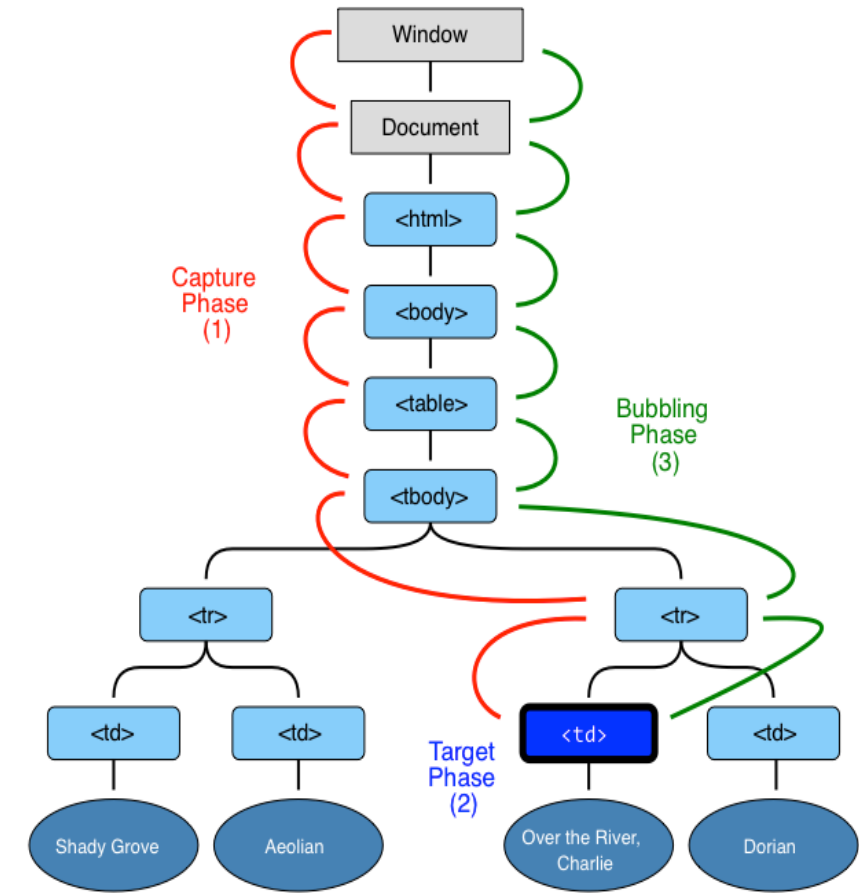 Window
Document
<html>
Capture
Phase
(1)
<body>
<table>
Bubbling
Phase
(3)
<tbody>
<tr>
<tr>
<td>
<td>
<td>
<td>
Target
Phase
(2)
Shady Grove
Aeolian
Over the River,
Charlie
Dorian